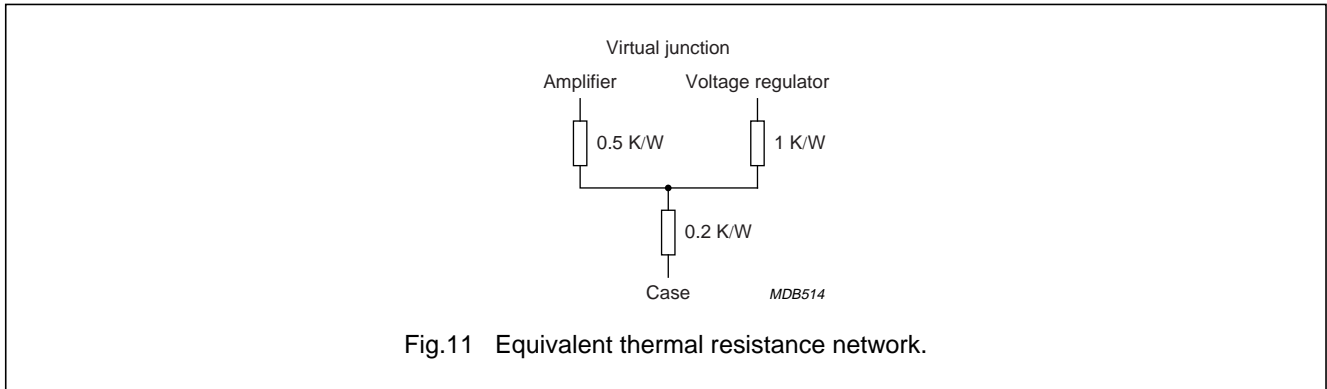 Virtual junction
Amplifier Voltage regulator
0.5 K/W 1 K/W
0.2 K/W
Case MDB514
Fig.11 Equivalent thermal resistance network.